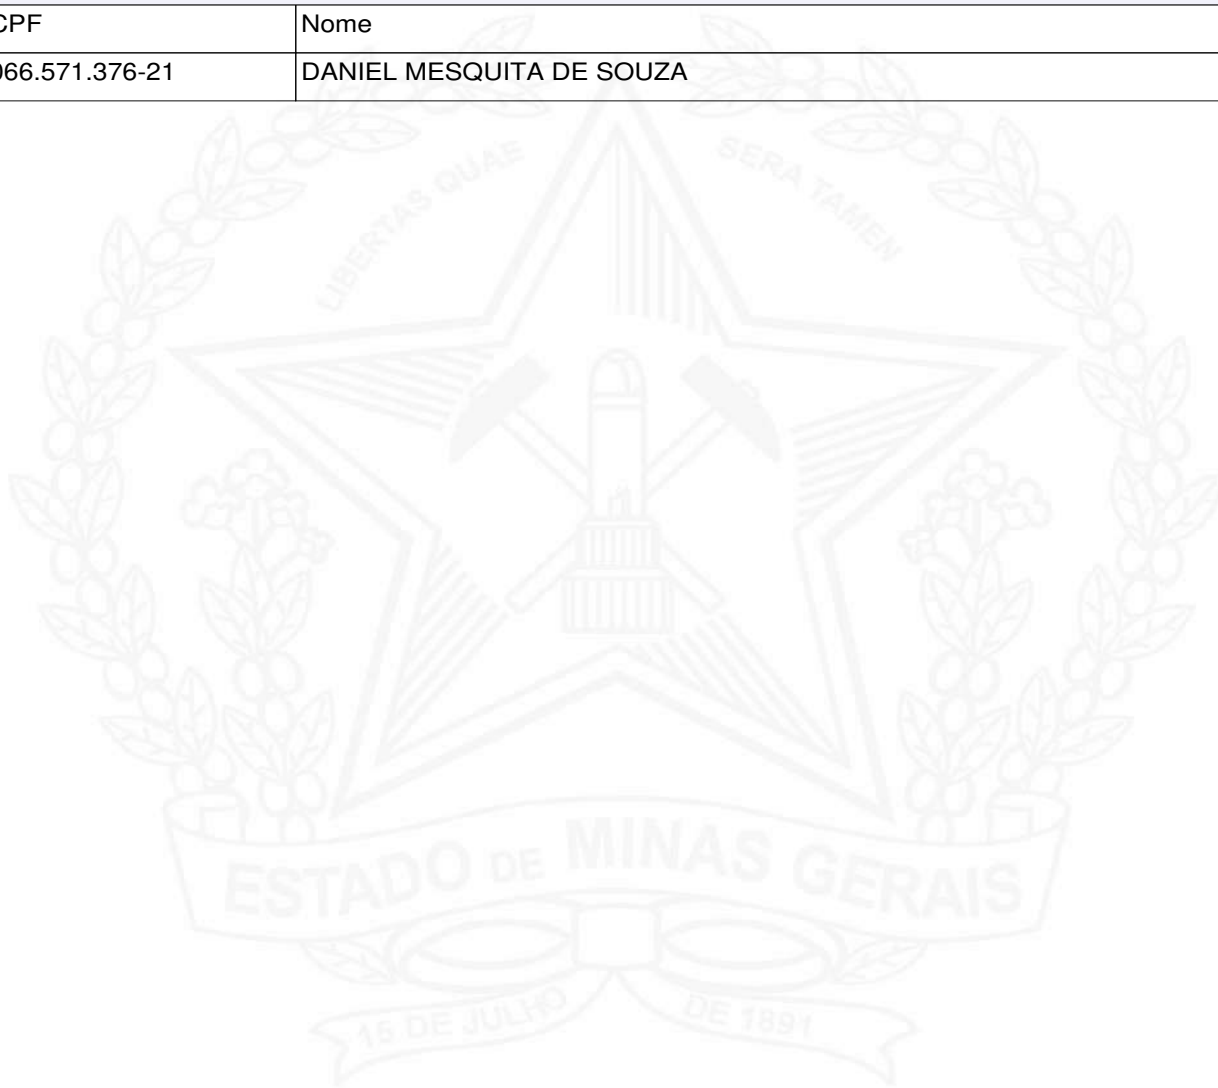 CPF Nome
066.571.376-21 DANIEL MESQUITA DE SOUZA
LIBERTAS QUAE SERA TAMEN
ESTADO DE MINAS GERAIS
15 DE JULHO DE 1891